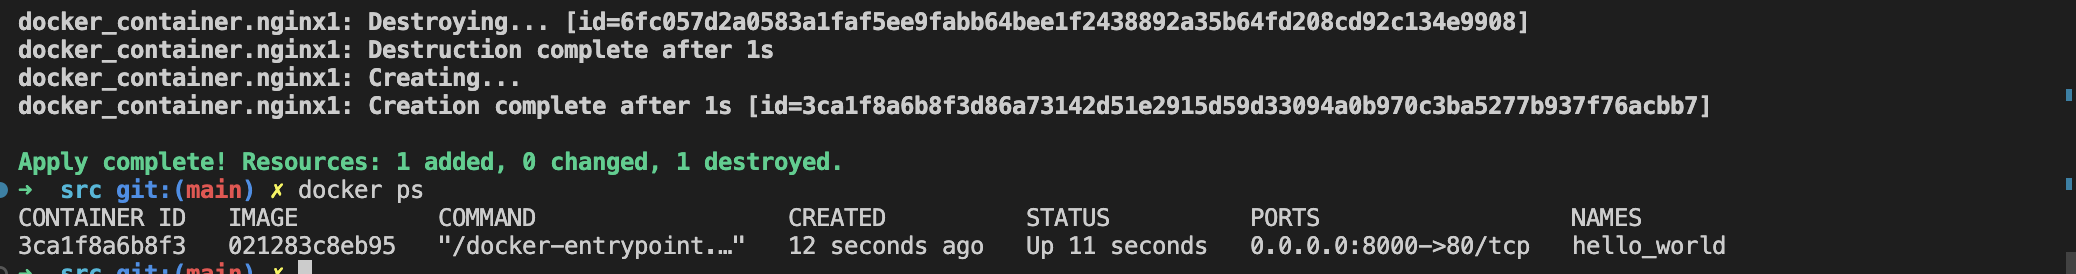 docker_container.nginx1: Destroying... [id=6fc057d2a0583a1faf5ee9fabb64bee1f2438892a35b64fd208cd92c134e9908]
docker_container.nginx1: Destruction complete after 1s
docker_container.nginx1: Creating...
docker_container.nginx1: Creation complete after 1s [id=3ca1f8a6b8f3d86a73142d51e2915d59d33094a0b970c3ba5277b937f76acbb7]
Apply complete! Resources: 1 added, 0 changed, 1 destroyed.
➜ src git:(main) ✗ docker ps
CONTAINER ID IMAGE COMMAND CREATED STATUS PORTS NAMES
3ca1f8a6b8f3 021283c8eb95 "/docker-entrypoint.…" 12 seconds ago Up 11 seconds 0.0.0.0:8000->80/tcp hello_world
➜ src git:(main) ✗